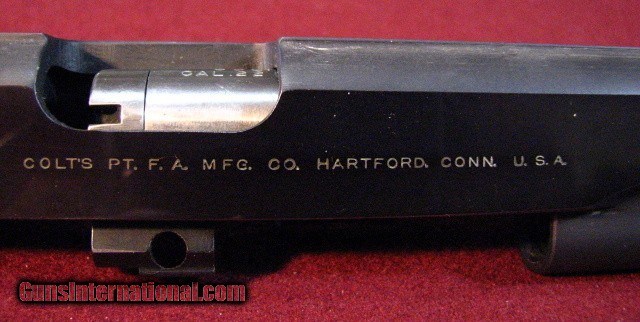 CAL.22
COLT'S PT. F. A. MFG. CO. HARTFORD. CONN. U.S.A.
GunsInternational.com